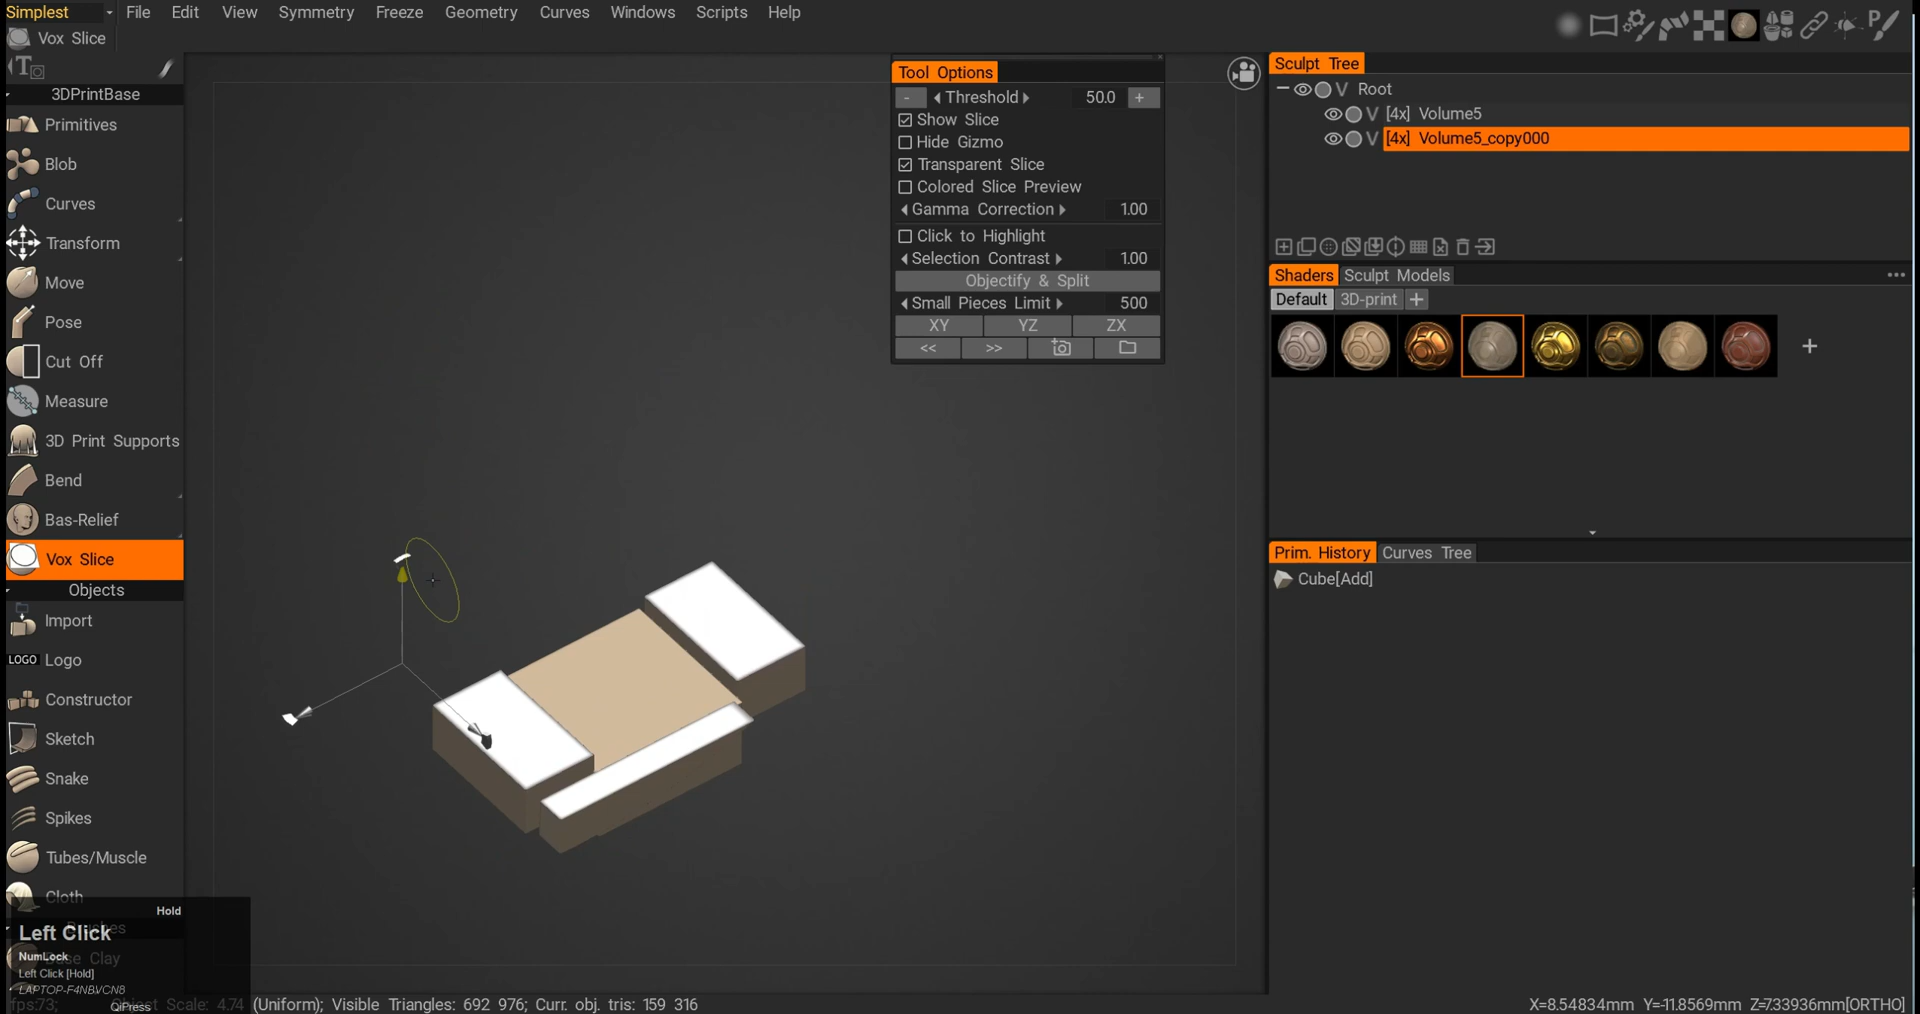 Simplest File Edit View Symmetry Freeze Geometry Curves Windows Scripts Help
Vox Slice
3DPrintBase
Primitives
Blob
Curves
Transform
Move
Pose
Cut Off
Measure
3D Print Supports
Bend
Bas-Relief
Vox Slice
Objects
Import
LOGO Logo
Constructor
Sketch
Snake
Spikes
Tubes/Muscle
Cloth
Hold
Left Click
NumLock
Left Click [Hold]
LAPTOP-F4NBVCN8
QiPress
Tool Options
- Threshold 50.0 +
Show Slice
Hide Gizmo
Transparent Slice
Colored Slice Preview
Gamma Correction 1.00
Click to Highlight
Selection Contrast 1.00
Objectify & Split
Small Pieces Limit 500
XY YZ ZX
<< >>
Sculpt Tree
Root
V [4x] Volume5
V [4x] Volume5_copy000
Shaders Sculpt Models
Default 3D-print +
Prim. History Curves Tree
Cube[Add]
fps:73; Object Scale: 4.74 (Uniform); Visible Triangles: 692 976; Curr. obj. tris: 159 316
X=8.54834mm Y=-11.8569mm Z=7.33936mm[ORTHO]